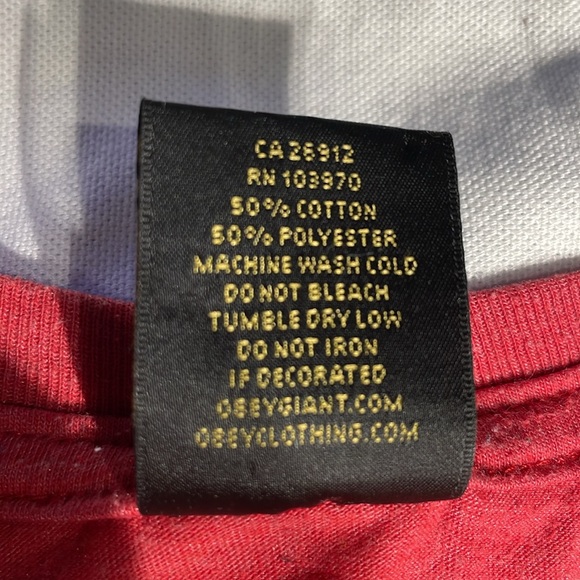 CA 26912
RN 103970
50% COTTON
50% POLYESTER
MACHINE WASH COLD
DO NOT BLEACH
TUMBLE DRY LOW
DO NOT IRON
IF DECORATED
OBEYGIANT.COM
OBEYCLOTHING.COM